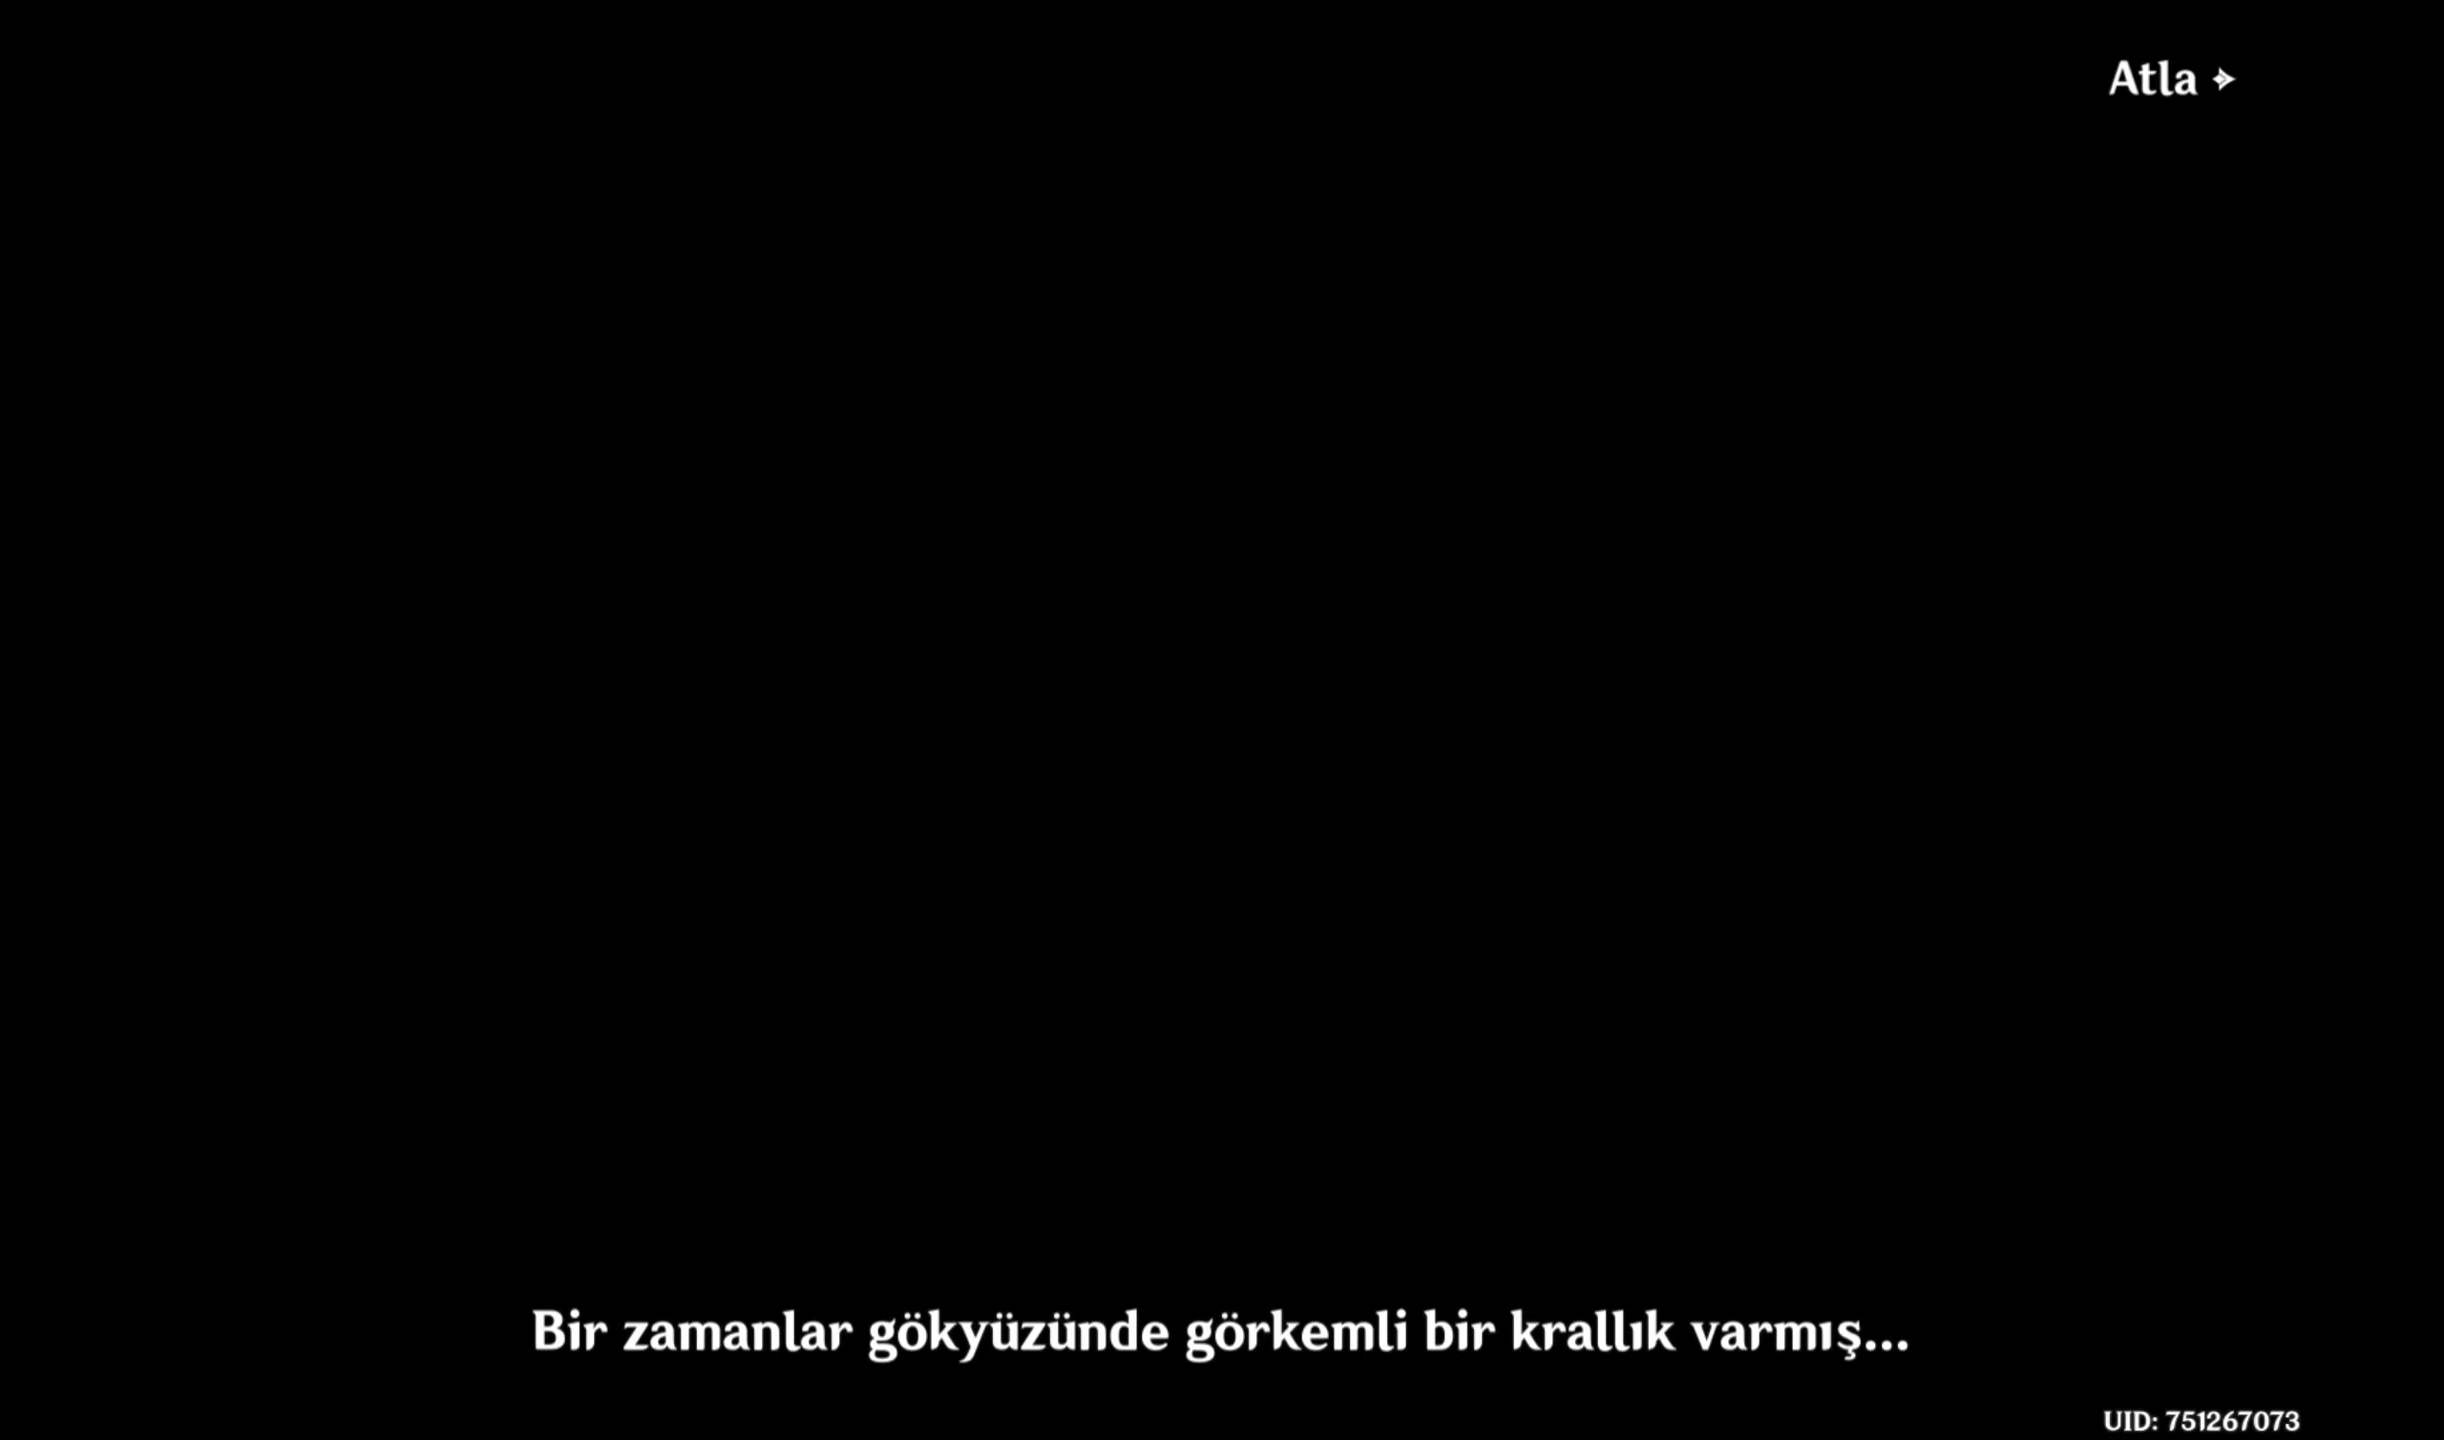 Atla
Bir zamanlar gökyüzünde görkemli bir krallık varmış...
UID: 751267073